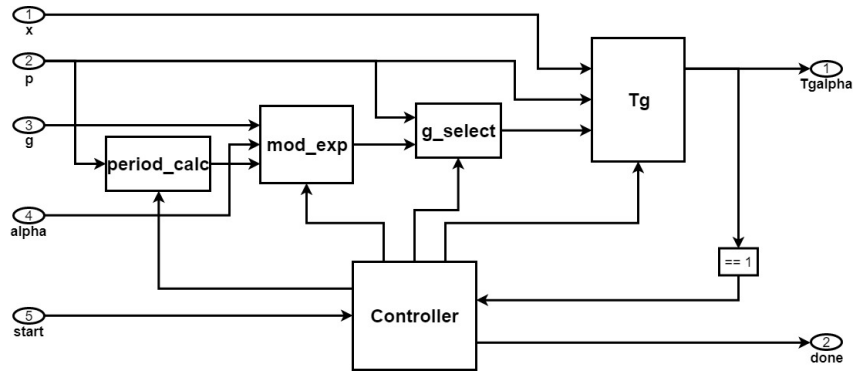 1
x
2
p
3
g
period_calc
mod_exp
g_select
Tg
1
Tgalpha
4
alpha
== 1
5
start
Controller
2
done